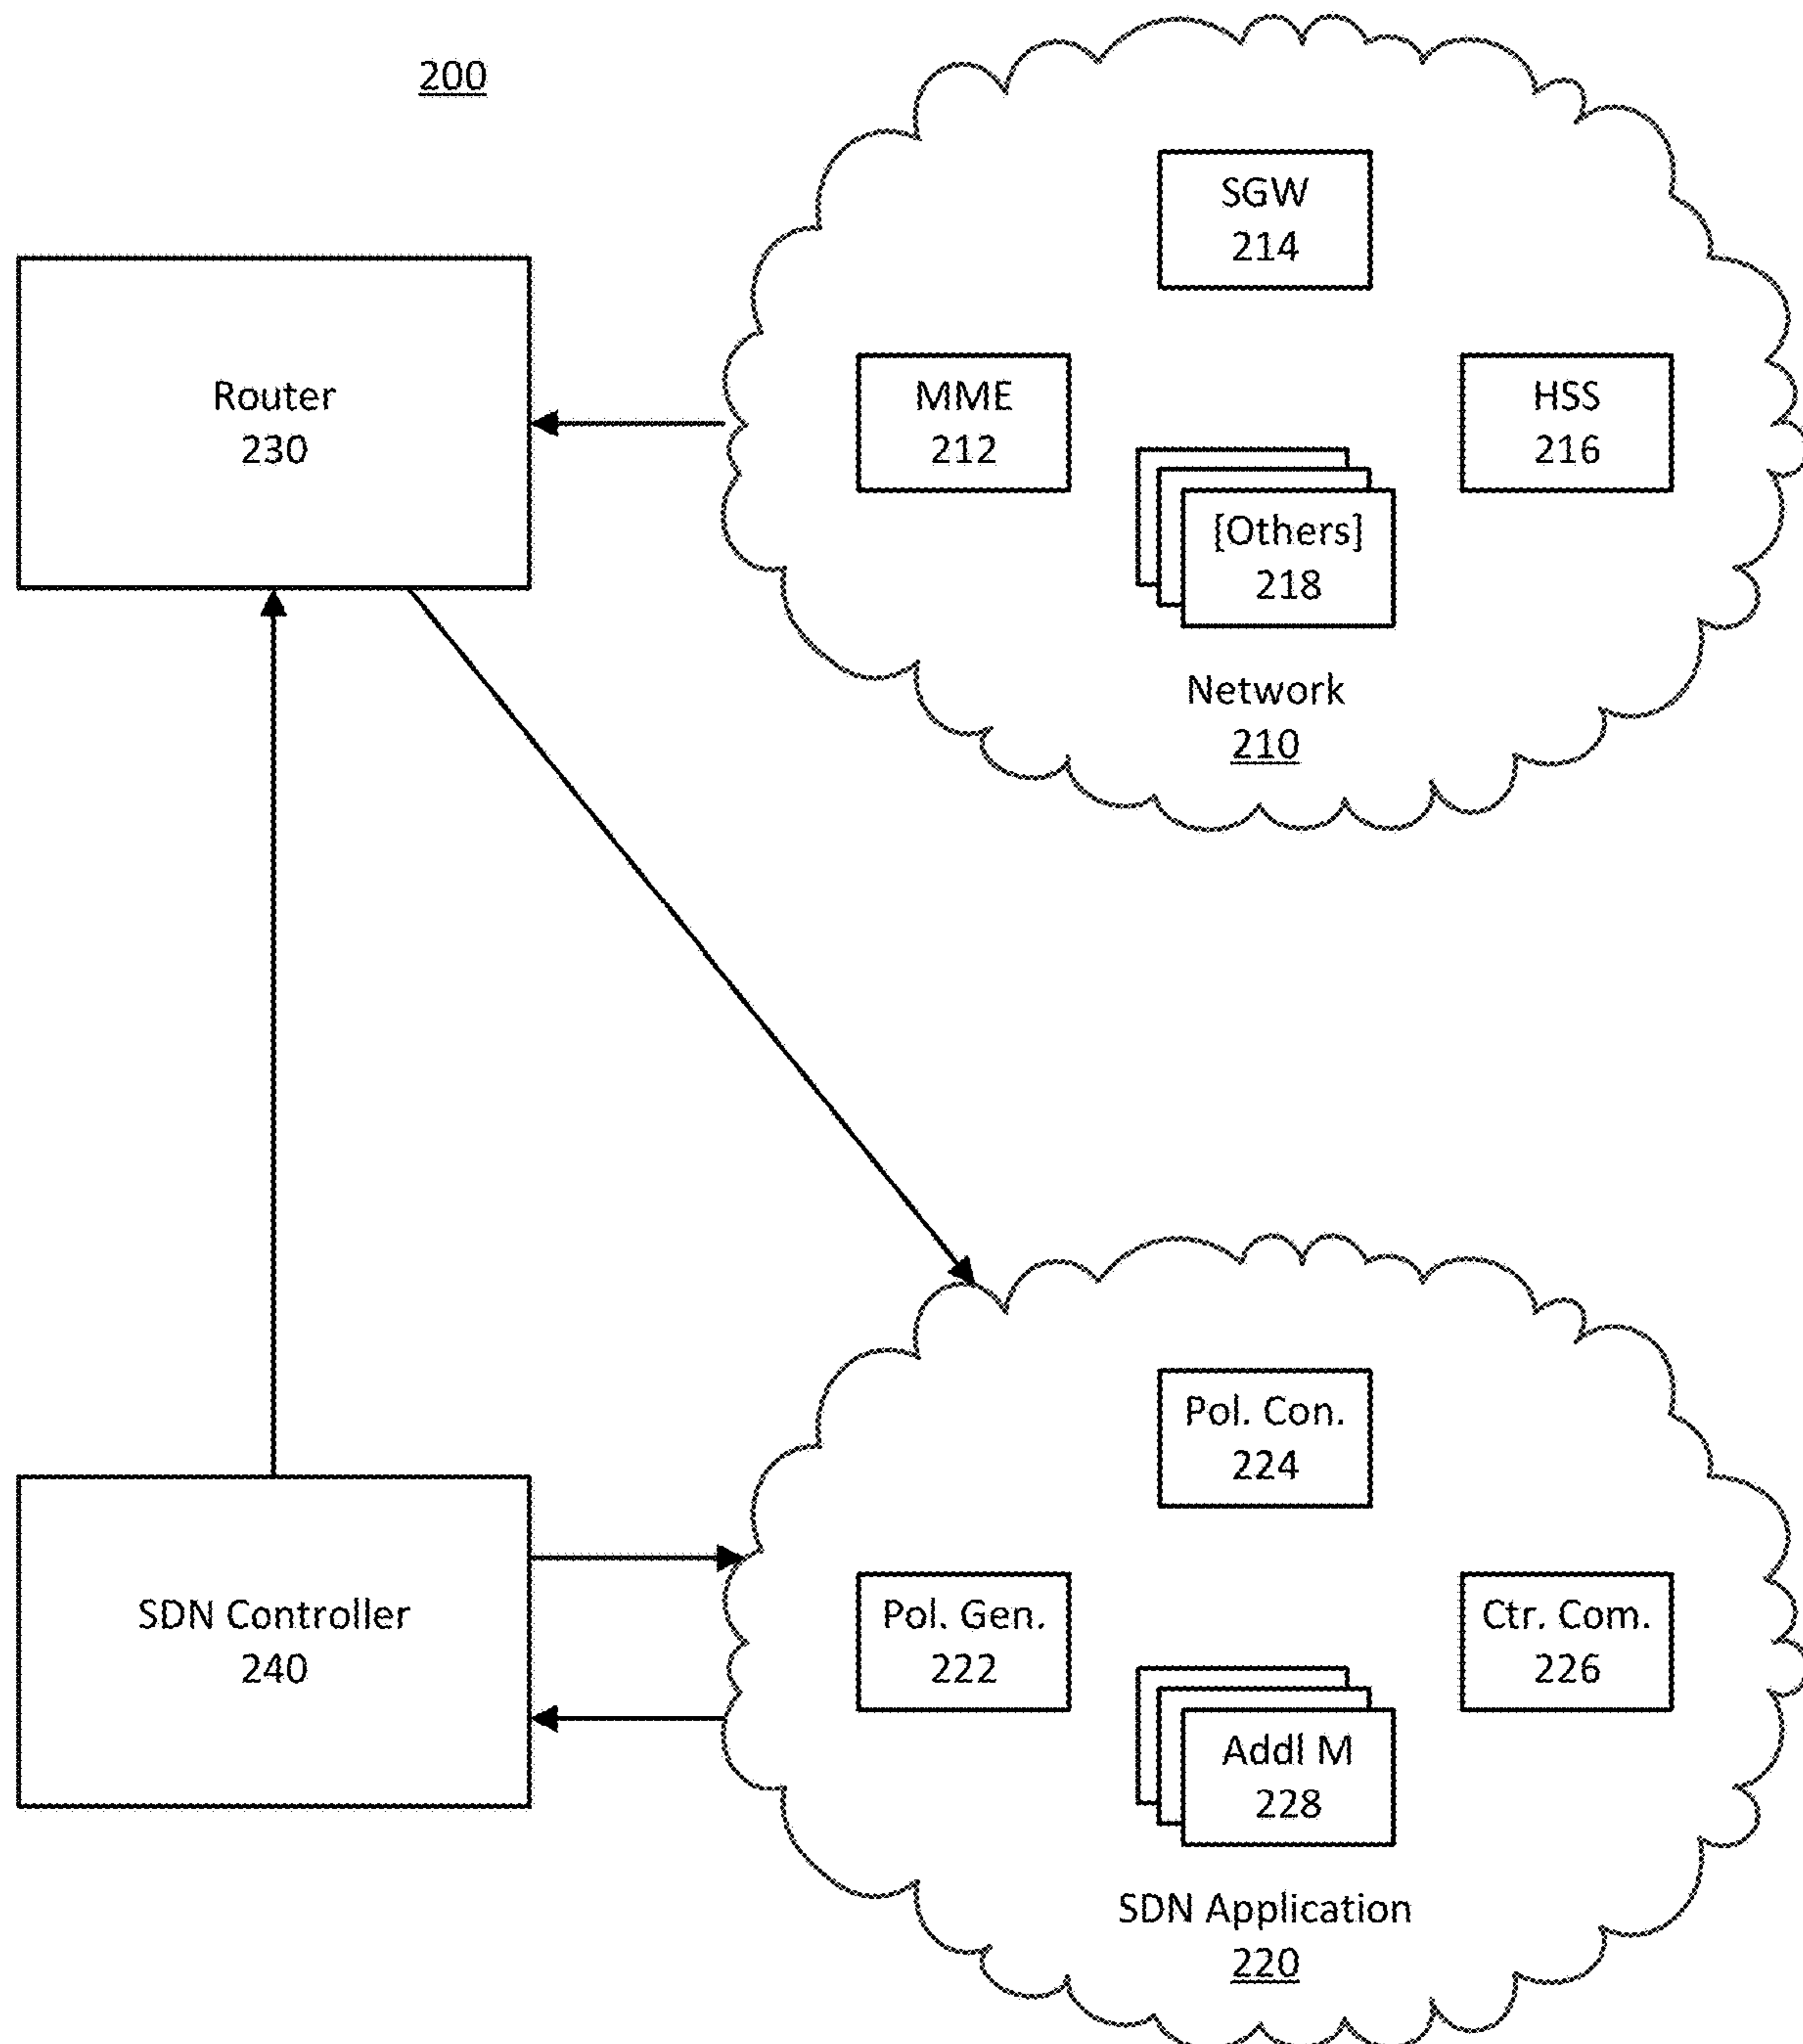 200
SGW
214
Router
230
MME
212
HSS
216
[Others]
218
Network
210
Pol. Con.
224
SDN Controller
240
Pol. Gen.
222
Ctr. Com.
226
Addl M
228
SDN Application
220